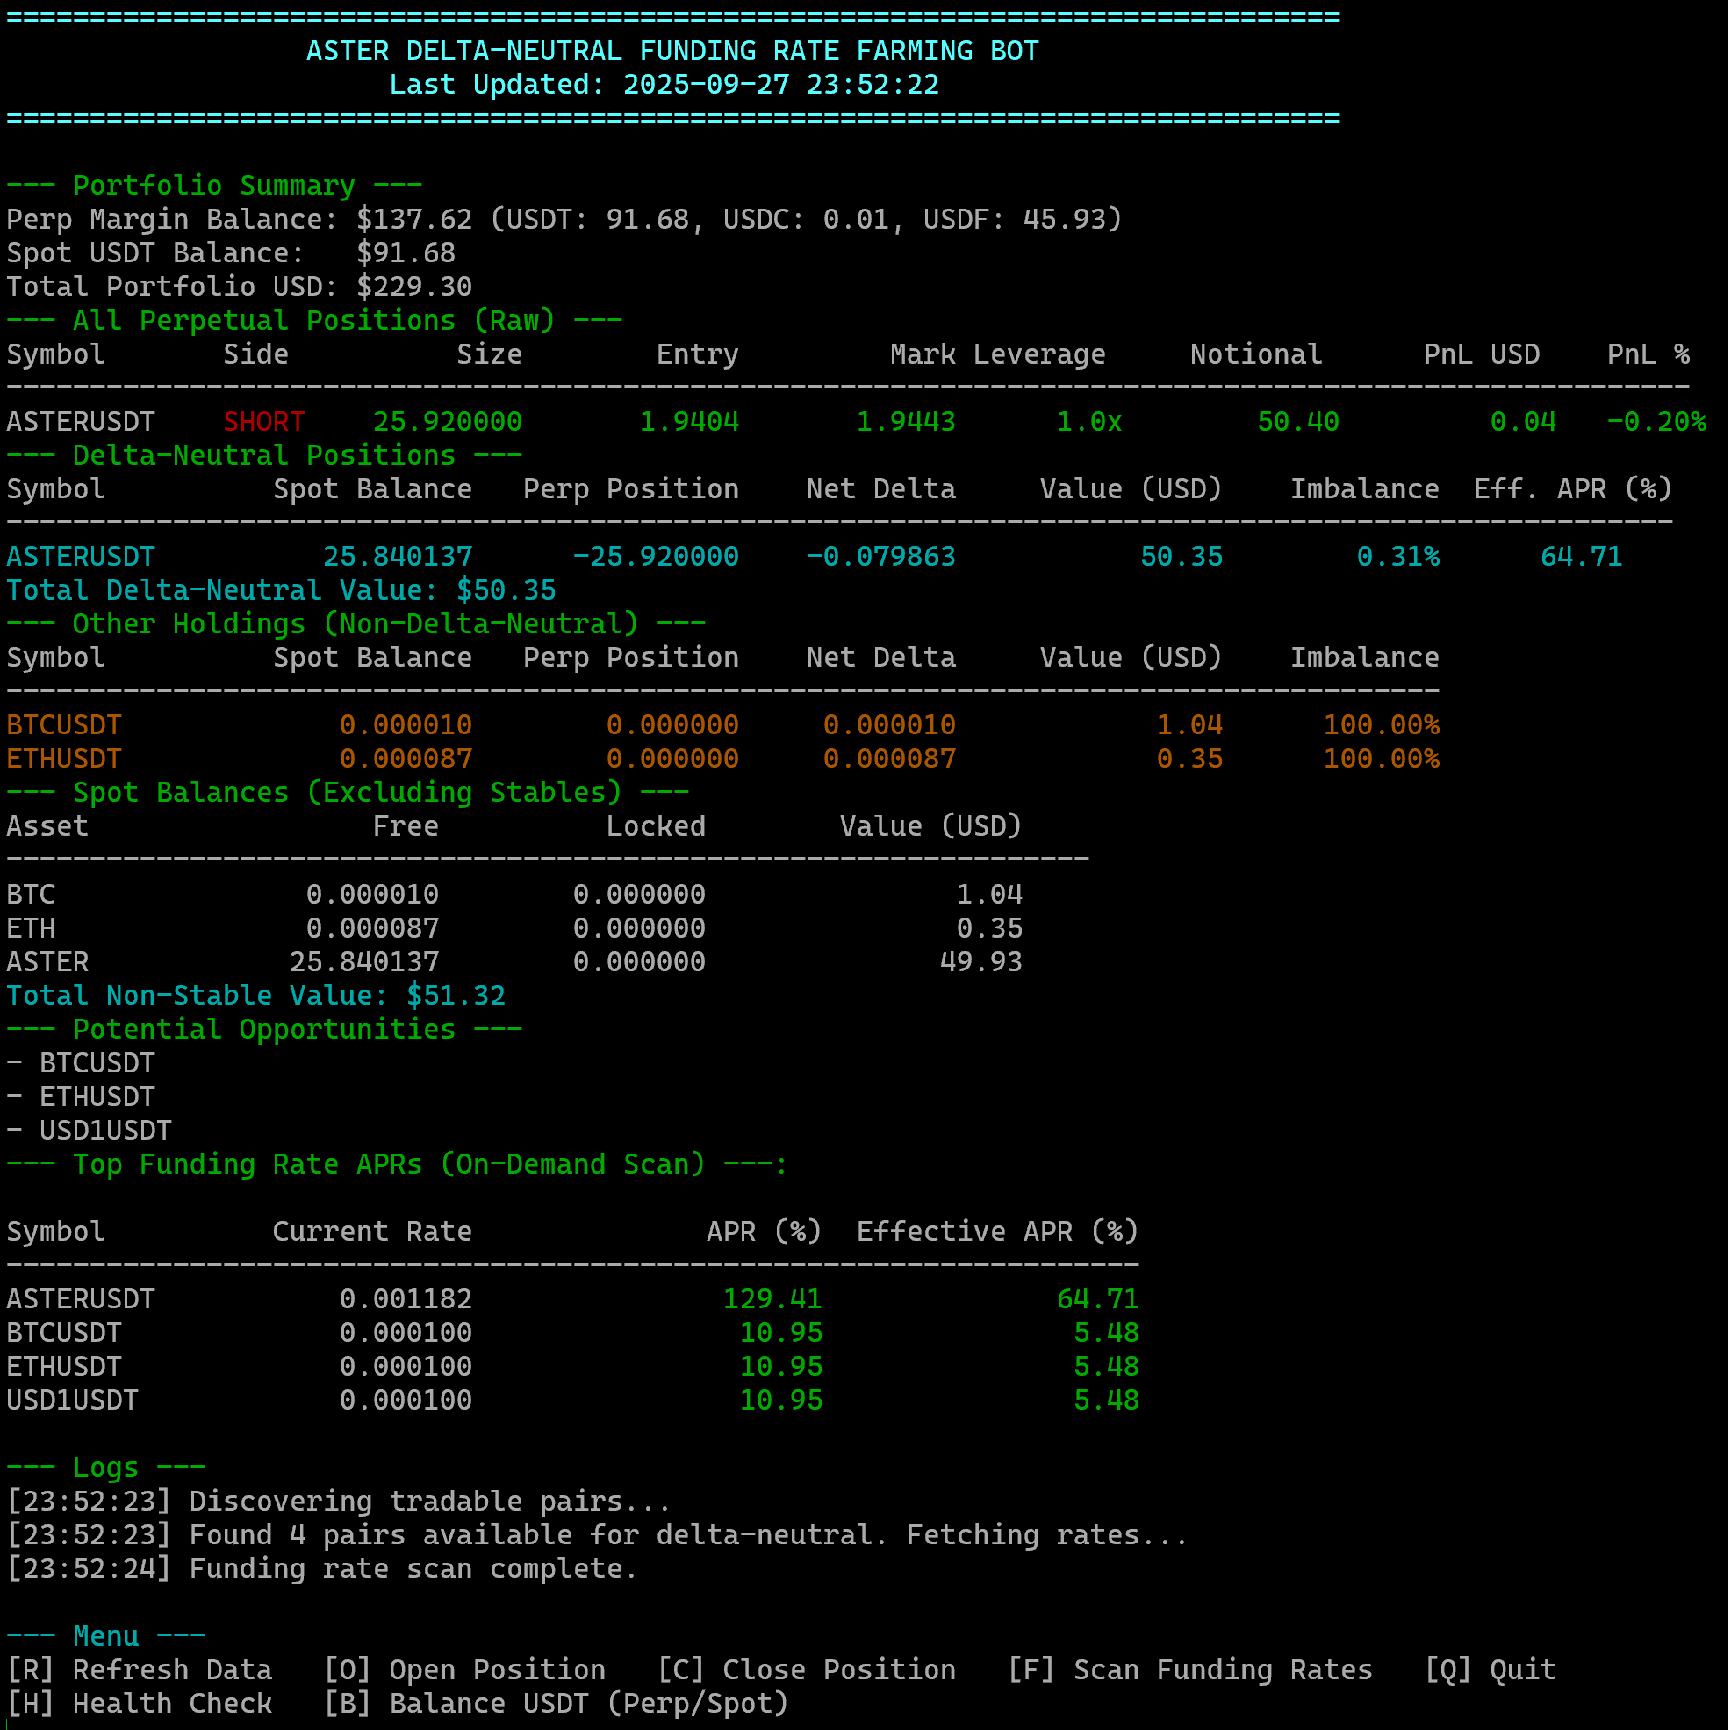 ================================================================================
ASTER DELTA-NEUTRAL FUNDING RATE FARMING BOT
Last Updated: 2025-09-27 23:52:22
================================================================================
--- Portfolio Summary ---
Perp Margin Balance: $137.62 (USDT: 91.68, USDC: 0.01, USDF: 45.93)
Spot USDT Balance:   $91.68
Total Portfolio USD: $229.30
--- All Perpetual Positions (Raw) ---
Symbol Side Size Entry Mark Leverage Notional PnL USD PnL %
-----------------------------------------------------------------------------------------------------
ASTERUSDT SHORT 25.920000 1.9404 1.9443 1.0x 50.40 0.04 -0.20%
--- Delta-Neutral Positions ---
Symbol Spot Balance Perp Position Net Delta Value (USD) Imbalance Eff. APR (%)
----------------------------------------------------------------------------------------------------
ASTERUSDT 25.840137 -25.920000 -0.079863 50.35 0.31% 64.71
Total Delta-Neutral Value: $50.35
--- Other Holdings (Non-Delta-Neutral) ---
Symbol Spot Balance Perp Position Net Delta Value (USD) Imbalance
--------------------------------------------------------------------------------------
BTCUSDT 0.000010 0.000000 0.000010 1.04 100.00%
ETHUSDT 0.000087 0.000000 0.000087 0.35 100.00%
--- Spot Balances (Excluding Stables) ---
Asset Free Locked Value (USD)
-----------------------------------------------------------------
BTC 0.000010 0.000000 1.04
ETH 0.000087 0.000000 0.35
ASTER 25.840137 0.000000 49.93
Total Non-Stable Value: $51.32
--- Potential Opportunities ---
- BTCUSDT
- ETHUSDT
- USD1USDT
--- Top Funding Rate APRs (On-Demand Scan) ---:
Symbol Current Rate APR (%) Effective APR (%)
--------------------------------------------------------------------
ASTERUSDT 0.001182 129.41 64.71
BTCUSDT 0.000100 10.95 5.48
ETHUSDT 0.000100 10.95 5.48
USD1USDT 0.000100 10.95 5.48
--- Logs ---
[23:52:23] Discovering tradable pairs...
[23:52:23] Found 4 pairs available for delta-neutral. Fetching rates...
[23:52:24] Funding rate scan complete.
--- Menu ---
[R] Refresh Data   [O] Open Position   [C] Close Position   [F] Scan Funding Rates   [Q] Quit
[H] Health Check   [B] Balance USDT (Perp/Spot)